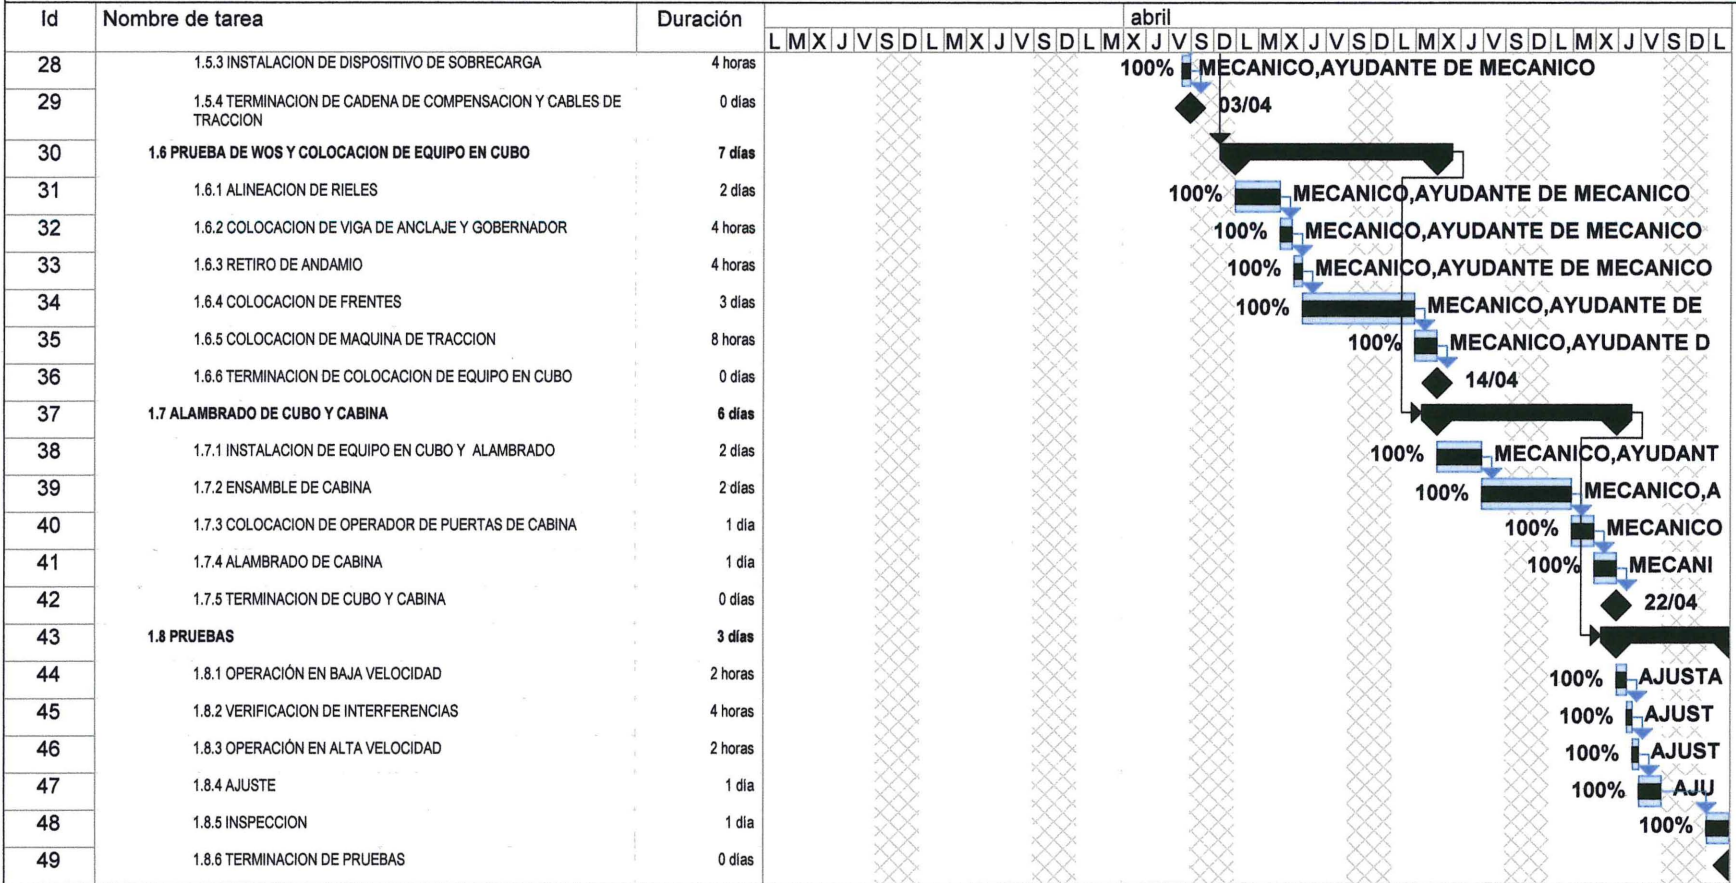 Id Nombre de tarea Duración abril
L M X J V S D L M X J V S D L M X J V S D L M X J V S D L M X J V S D L M X J V S D L
28 1.5.3 INSTALACION DE DISPOSITIVO DE SOBRECARGA 4 horas 100% MECANICO,AYUDANTE DE MECANICO
29 1.5.4 TERMINACION DE CADENA DE COMPENSACION Y CABLES DE 0 días 03/04
TRACCION
30 1.6 PRUEBA DE WOS Y COLOCACION DE EQUIPO EN CUBO 7 días
31 1.6.1 ALINEACION DE RIELES 2 días 100% MECANICO,AYUDANTE DE MECANICO
32 1.6.2 COLOCACION DE VIGA DE ANCLAJE Y GOBERNADOR 4 horas 100% MECANICO,AYUDANTE DE MECANICO
33 1.6.3 RETIRO DE ANDAMIO 4 horas 100% MECANICO,AYUDANTE DE MECANICO
34 1.6.4 COLOCACION DE FRENTES 3 días 100% MECANICO,AYUDANTE DE
35 1.6.5 COLOCACION DE MAQUINA DE TRACCION 8 horas 100% MECANICO,AYUDANTE D
36 1.6.6 TERMINACION DE COLOCACION DE EQUIPO EN CUBO 0 días 14/04
37 1.7 ALAMBRADO DE CUBO Y CABINA 6 días
38 1.7.1 INSTALACION DE EQUIPO EN CUBO Y ALAMBRADO 2 días 100% MECANICO,AYUDANT
39 1.7.2 ENSAMBLE DE CABINA 2 días 100% MECANICO,A
40 1.7.3 COLOCACION DE OPERADOR DE PUERTAS DE CABINA 1 día 100% MECANICO
41 1.7.4 ALAMBRADO DE CABINA 1 día 100% MECANI
42 1.7.5 TERMINACION DE CUBO Y CABINA 0 días 22/04
43 1.8 PRUEBAS 3 días
44 1.8.1 OPERACIÓN EN BAJA VELOCIDAD 2 horas 100% AJUSTA
45 1.8.2 VERIFICACION DE INTERFERENCIAS 4 horas 100% AJUST
46 1.8.3 OPERACIÓN EN ALTA VELOCIDAD 2 horas 100% AJUST
47 1.8.4 AJUSTE 1 día 100% AJU
48 1.8.5 INSPECCION 1 día 100%
49 1.8.6 TERMINACION DE PRUEBAS 0 días